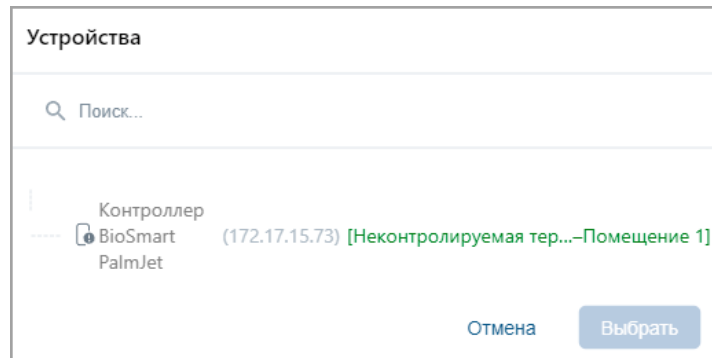 Устройства
Поиск...
Контроллер
BioSmart (172.17.15.73) [Неконтролируемая тер...–Помещение 1]
PalmJet
Отмена Выбрать